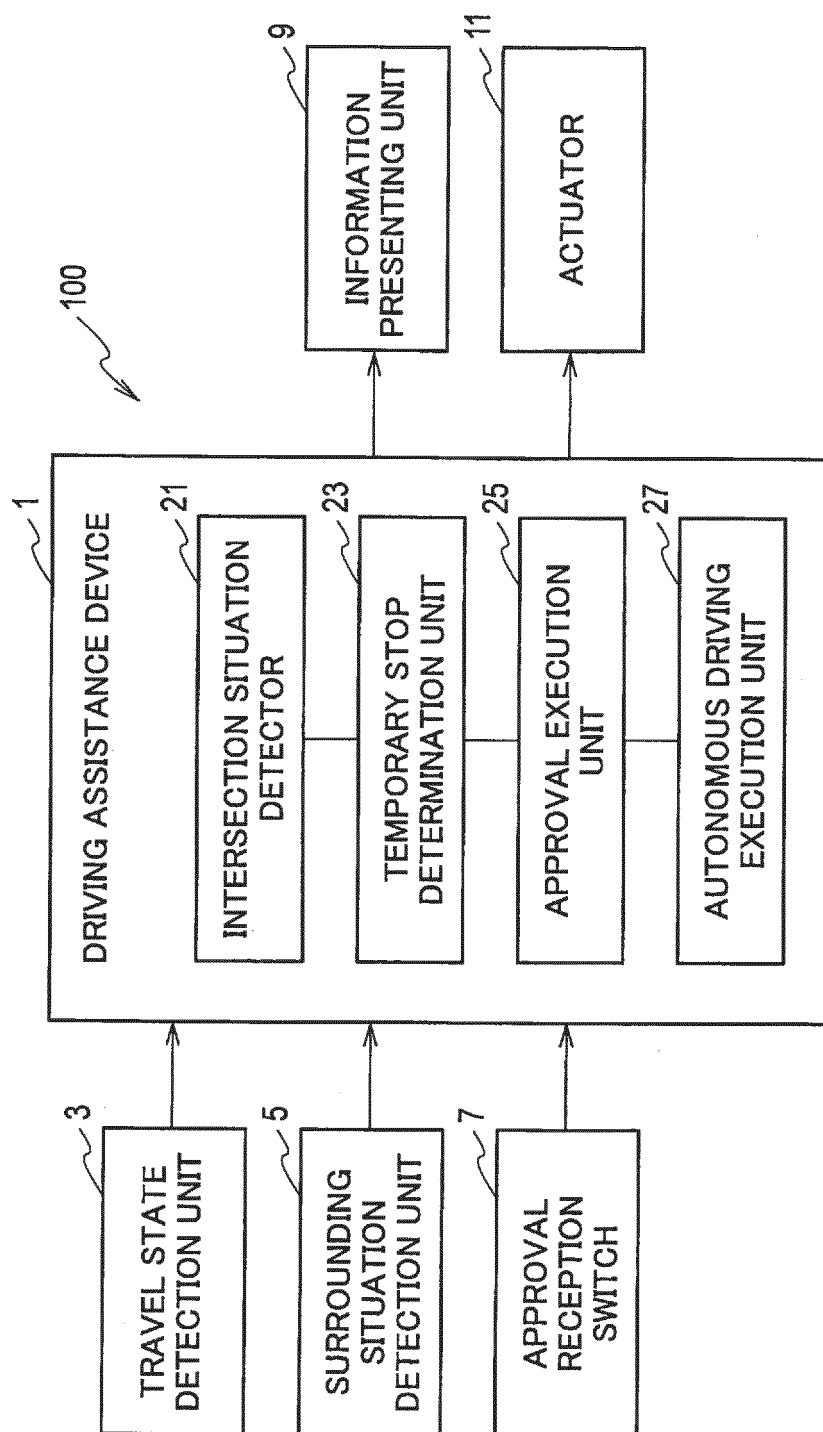 100
3
TRAVEL STATE
DETECTION UNIT
5
SURROUNDING
SITUATION
DETECTION UNIT
7
APPROVAL
RECEPTION
SWITCH
1
DRIVING ASSISTANCE DEVICE
21
INTERSECTION SITUATION
DETECTOR
23
TEMPORARY STOP
DETERMINATION UNIT
25
APPROVAL EXECUTION
UNIT
27
AUTONOMOUS DRIVING
EXECUTION UNIT
9
INFORMATION
PRESENTING UNIT
11
ACTUATOR